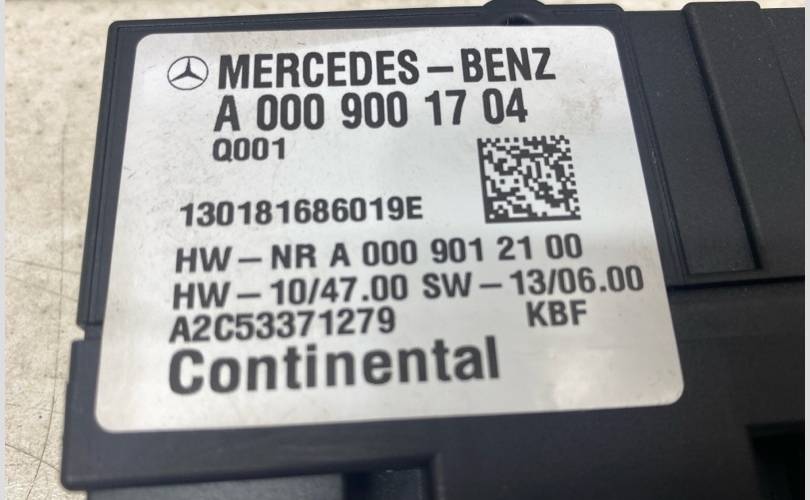 MERCEDES-BENZ
A 000 900 17 04
Q001
130181686019E
HW-NR A 000 901 21 00
HW-10/47.00 SW-13/06.00
A2C53371279 KBF
Continental